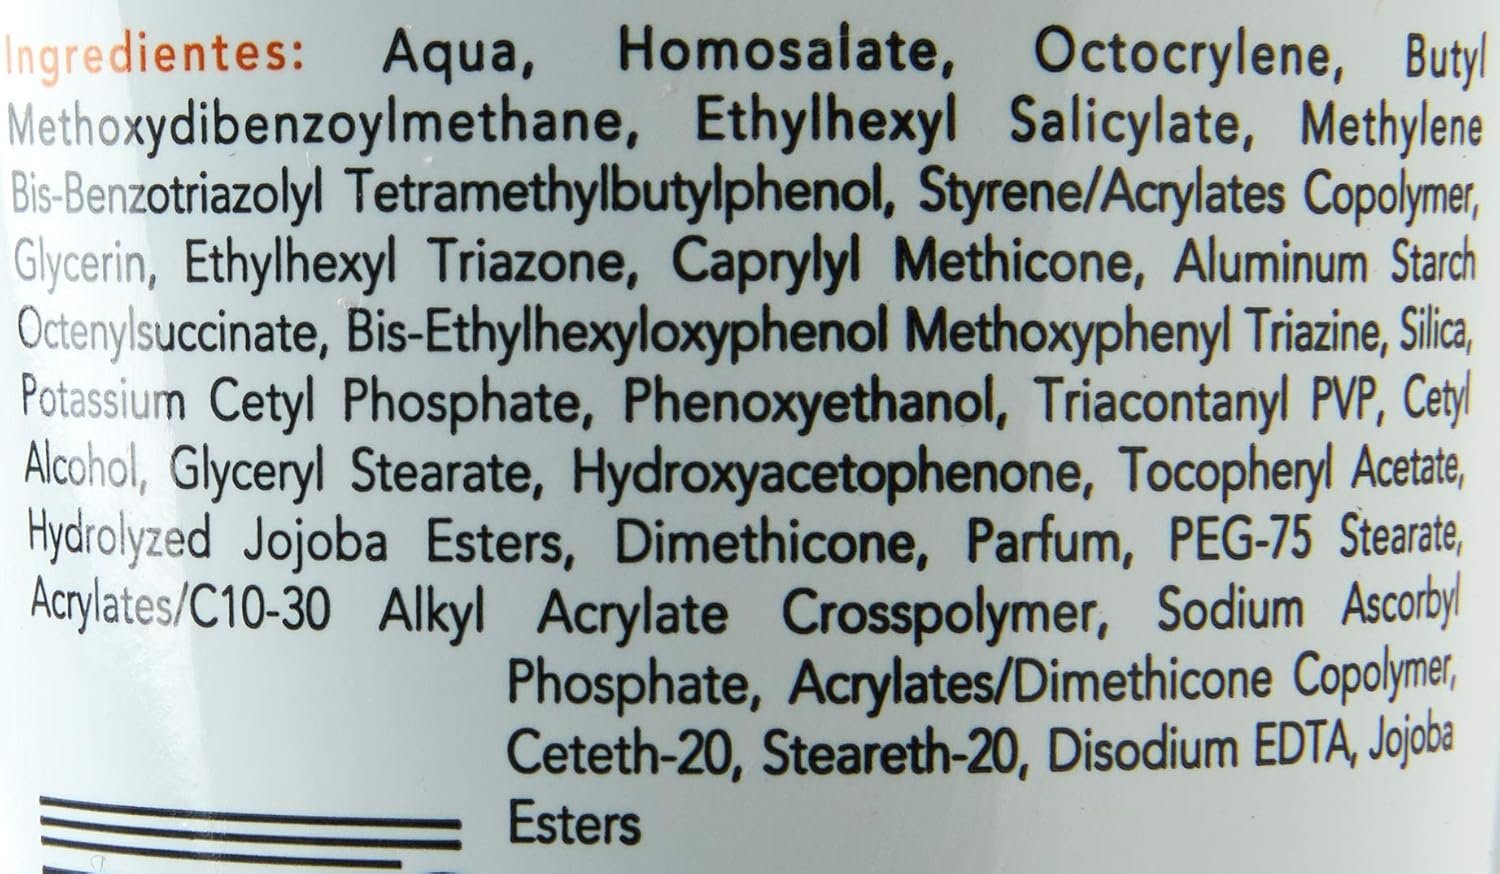 Ingredientes: Aqua, Homosalate, Octocrylene, Butyl
Methoxydibenzoylmethane, Ethylhexyl Salicylate, Methylene
Bis-Benzotriazolyl Tetramethylbutylphenol, Styrene/Acrylates Copolymer,
Glycerin, Ethylhexyl Triazone, Caprylyl Methicone, Aluminum Starch
Octenylsuccinate, Bis-Ethylhexyloxyphenol Methoxyphenyl Triazine, Silica,
Potassium Cetyl Phosphate, Phenoxyethanol, Triacontanyl PVP, Cetyl
Alcohol, Glyceryl Stearate, Hydroxyacetophenone, Tocopheryl Acetate,
Hydrolyzed Jojoba Esters, Dimethicone, Parfum, PEG-75 Stearate,
Acrylates/C10-30 Alkyl Acrylate Crosspolymer, Sodium Ascorbyl
Phosphate, Acrylates/Dimethicone Copolymer,
Ceteth-20, Steareth-20, Disodium EDTA, Jojoba
Esters